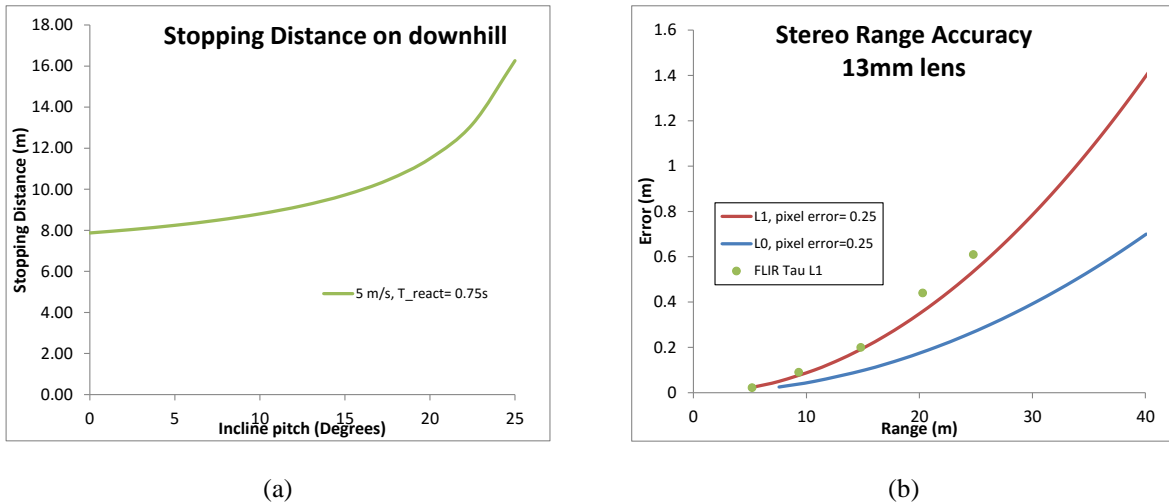 Stopping Distance on downhill
18.00
16.00
14.00
12.00
10.00
8.00
6.00
4.00
2.00
0.00
Stopping Distance (m)
5 m/s, T_react= 0.75s
0 5 10 15 20 25
Incline pitch (Degrees)
(a)
Stereo Range Accuracy
13mm lens
1.6
1.4
1.2
1
0.8
0.6
0.4
0.2
0
Error (m)
L1, pixel error= 0.25
L0, pixel error=0.25
FLIR Tau L1
0 10 20 30 40
Range (m)
(b)